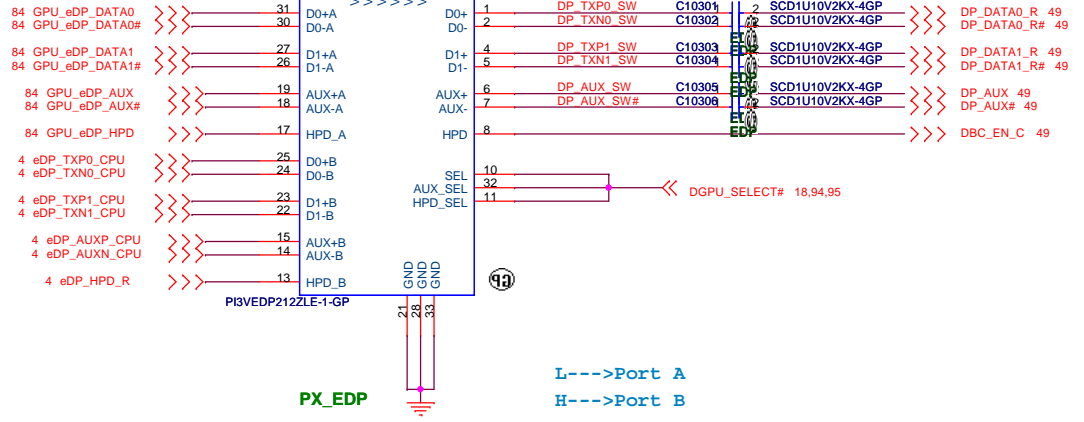 84 GPU_eDP_DATA0 31 D0+A D0+ 1 DP_TXP0_SW C10301 1 2 SCD1U10V2KX-4GP DP_DATA0_R 49
84 GPU_eDP_DATA0# 30 D0-A D0- 2 DP_TXN0_SW C10302 2 SCD1U10V2KX-4GP DP_DATA0_R# 49
84 GPU_eDP_DATA1 27 D1+A D1+ 4 DP_TXP1_SW C10303 EDP SCD1U10V2KX-4GP DP_DATA1_R 49
84 GPU_eDP_DATA1# 26 D1-A D1- 5 DP_TXN1_SW C10304 SCD1U10V2KX-4GP DP_DATA1_R# 49
84 GPU_eDP_AUX 19 AUX+A AUX+ 6 DP_AUX_SW C10305 EDP SCD1U10V2KX-4GP DP_AUX 49
84 GPU_eDP_AUX# 18 AUX-A AUX- 7 DP_AUX_SW# C10306 SCD1U10V2KX-4GP DP_AUX# 49
84 GPU_eDP_HPD 17 HPD_A HPD 8 EDP DBC_EN_C 49
4 eDP_TXP0_CPU 25 D0+B
4 eDP_TXN0_CPU 24 D0-B SEL 10
AUX_SEL 32 DGPU_SELECT# 18,94,95
4 eDP_TXP1_CPU 23 D1+B HPD_SEL 11
4 eDP_TXN1_CPU 22 D1-B
4 eDP_AUXP_CPU 15 AUX+B
4 eDP_AUXN_CPU 14 AUX-B
4 eDP_HPD_R 13 HPD_B GND GND GND
PI3VEDP212ZLE-1-GP 21 28 33
L--->Port A
PX_EDP H--->Port B